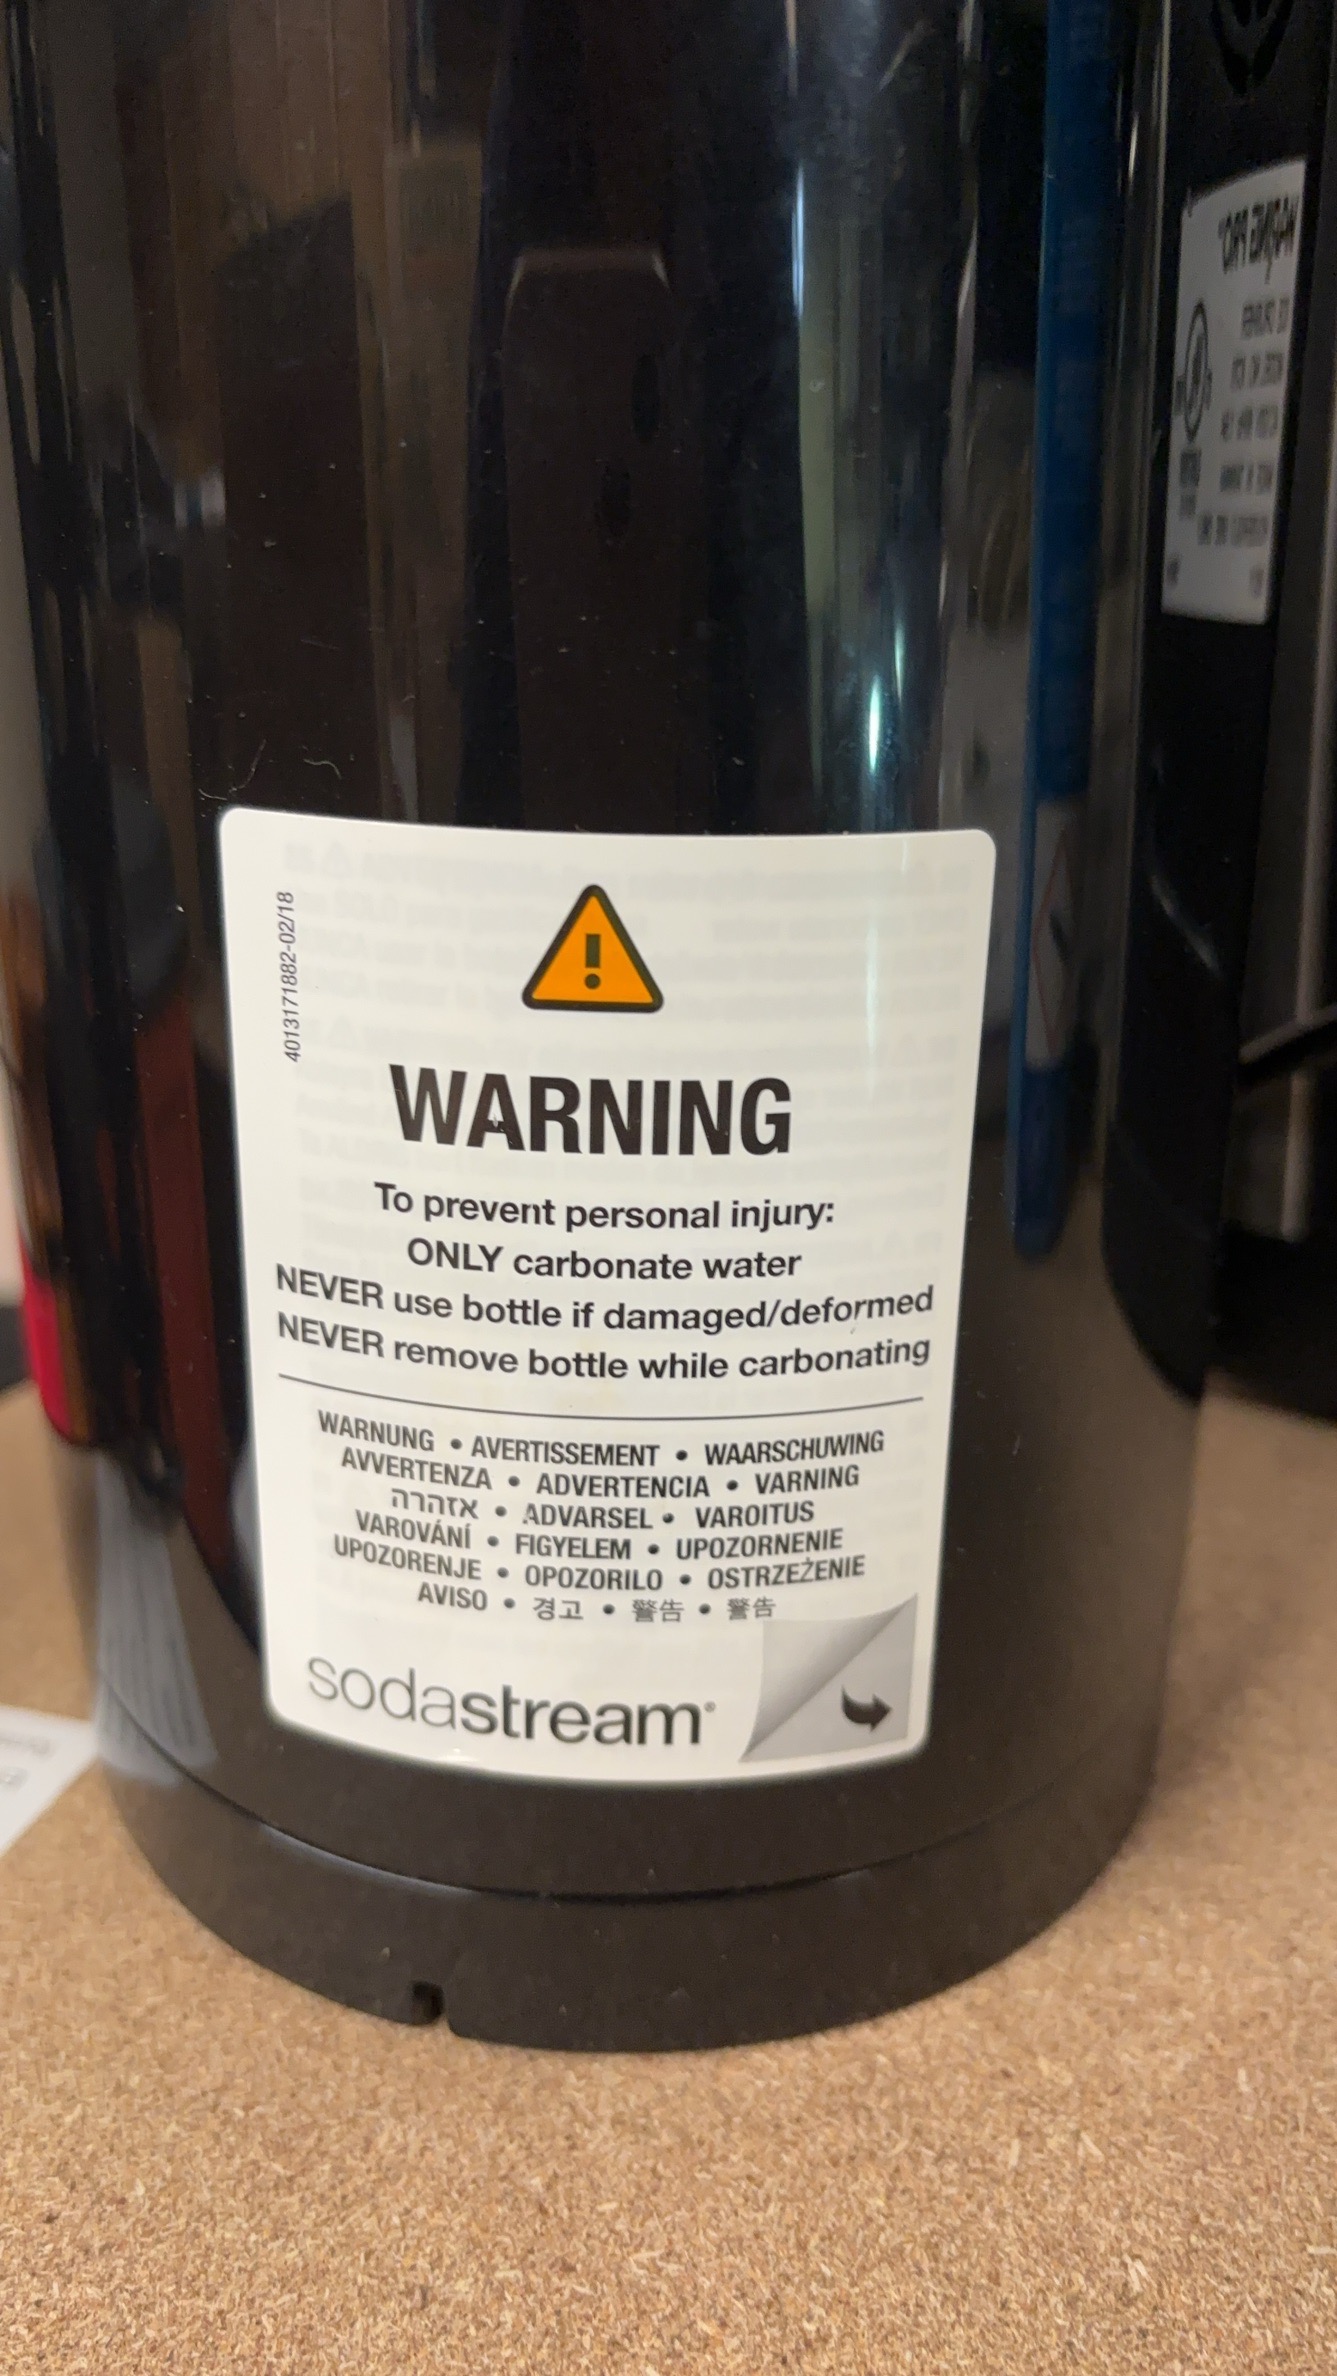 4013171882-02/18
WARNING
To prevent personal injury:
ONLY carbonate water
NEVER use bottle if damaged/deformed
NEVER remove bottle while carbonating
WARNUNG • AVERTISSEMENT • WAARSCHUWING
AVVERTENZA • ADVERTENCIA • VARNING
אזהרה • ADVARSEL • VAROITUS
VAROVÁNÍ • FIGYELEM • UPOZORNENIE
UPOZORENJE • OPOZORILO • OSTRZEŻENIE
AVISO • 경고 • 警告 • 警告
sodastream